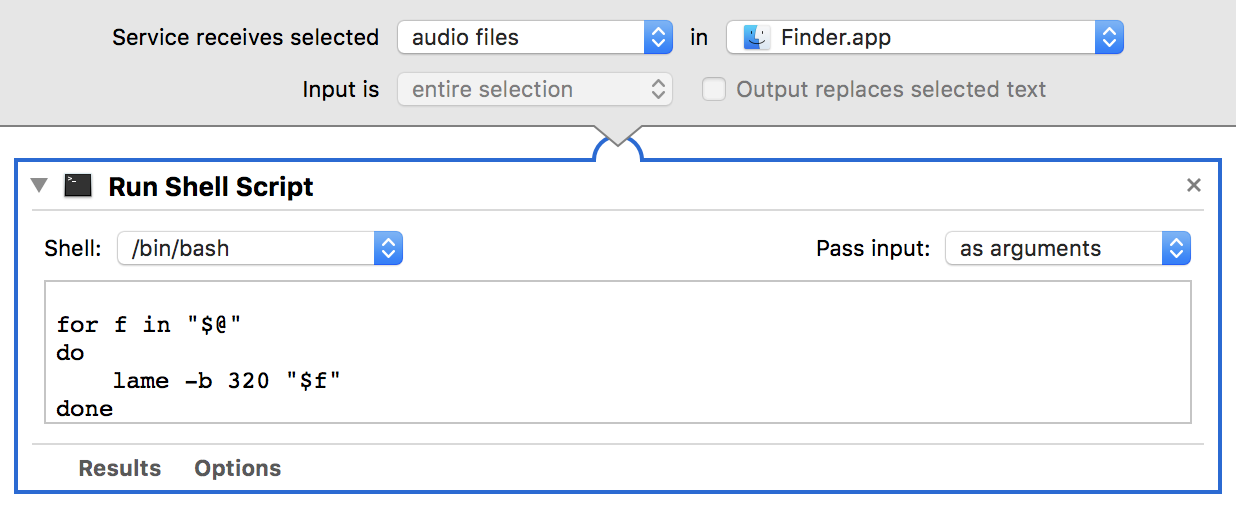 Service receives selected audio files in Finder.app
Input is entire selection Output replaces selected text
>_ Run Shell Script ×
Shell: /bin/bash Pass input: as arguments
for f in "$@"
do
    lame -b 320 "$f"
done
Results Options